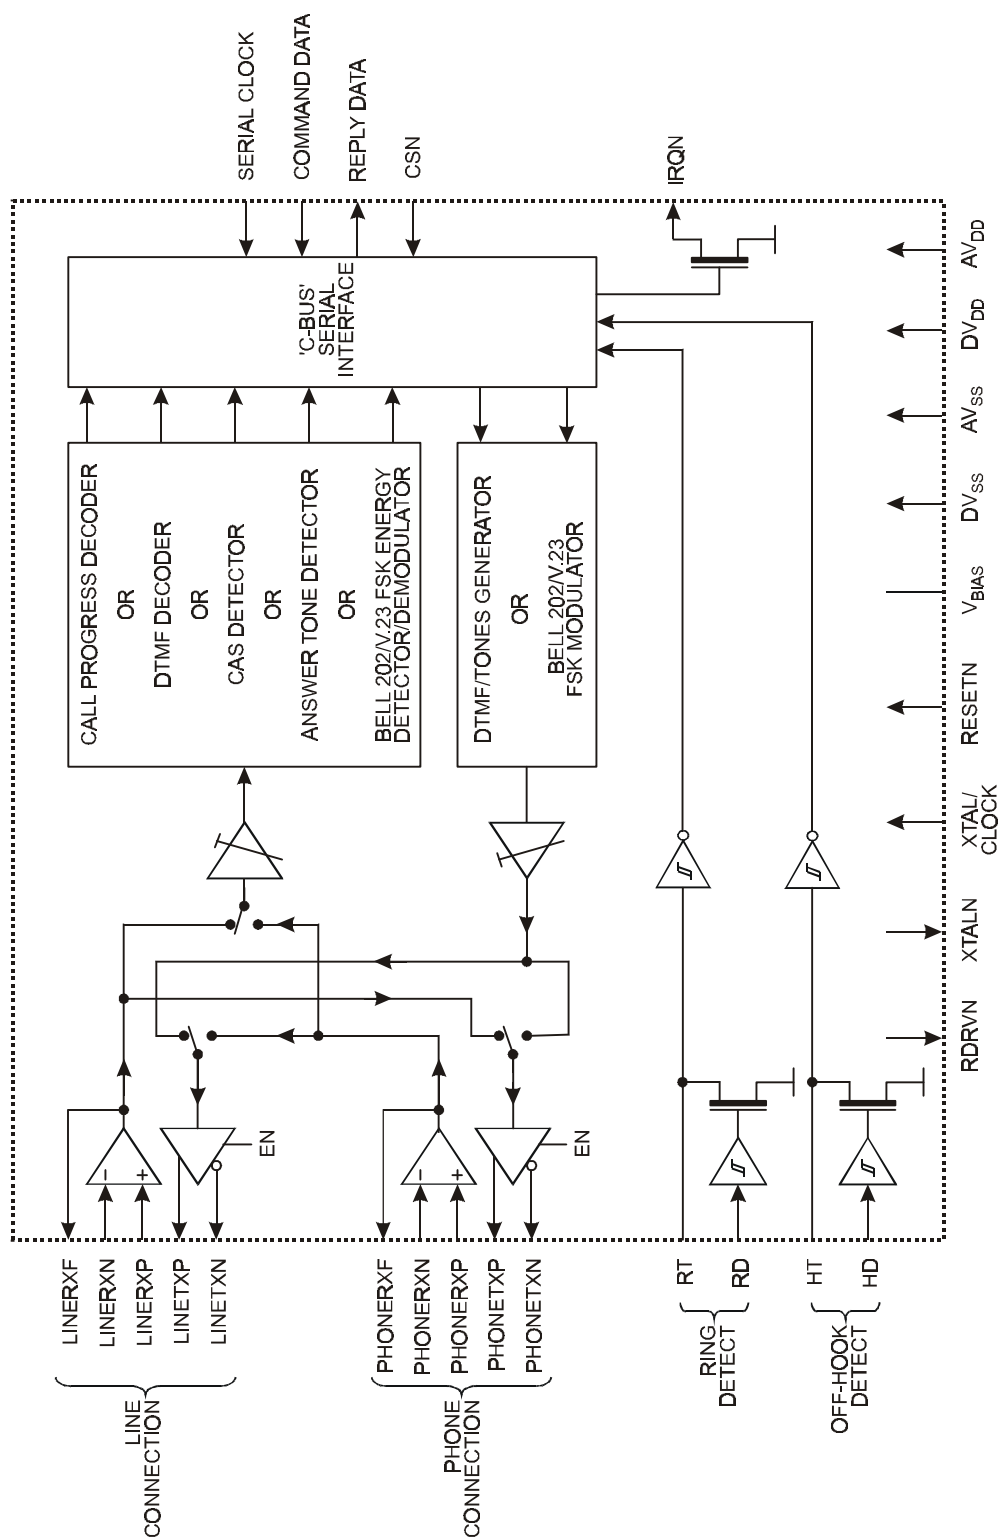 LINE
CONNECTION
LINERXF
LINERXN
LINERXP
LINETXP
LINETXN
−
+
EN
PHONE
CONNECTION
PHONERXF
PHONERXN
PHONERXP
PHONETXP
PHONETXN
−
+
EN
RING
DETECT
RT
RD
OFF-HOOK
DETECT
HT
HD
CALL PROGRESS DECODER
OR
DTMF DECODER
OR
CAS DETECTOR
OR
ANSWER TONE DETECTOR
OR
BELL 202/V.23 FSK ENERGY
DETECTOR/DEMODULATOR
DTMF/TONES GENERATOR
OR
BELL 202/V.23
FSK MODULATOR
'C-BUS'
SERIAL
INTERFACE
SERIAL CLOCK
COMMAND DATA
REPLY DATA
CSN
IRQN
RDRVN
XTALN
XTAL/
CLOCK
RESETN
VBIAS
DVSS
AVSS
DVDD
AVDD